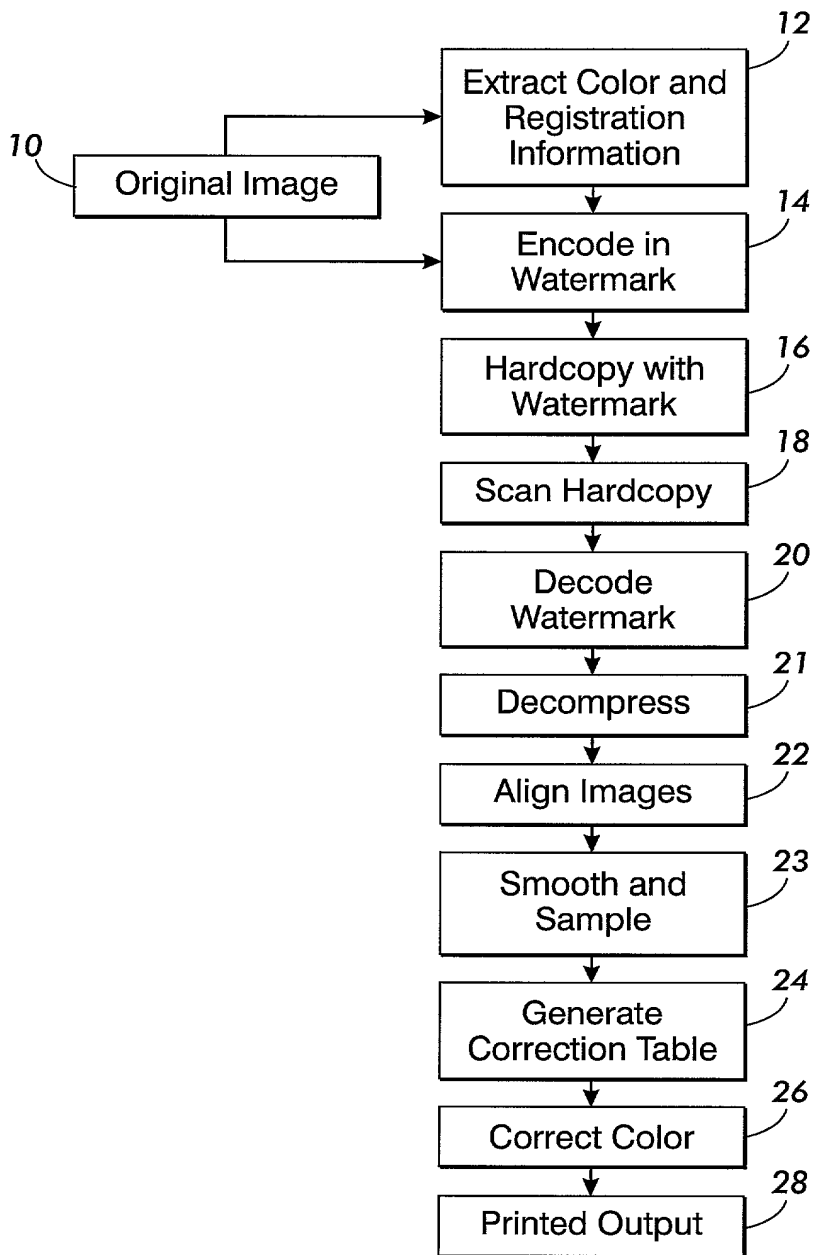 12
Extract Color and
Registration
Information
10
Original Image
14
Encode in
Watermark
16
Hardcopy with
Watermark
18
Scan Hardcopy
20
Decode
Watermark
21
Decompress
22
Align Images
23
Smooth and
Sample
24
Generate
Correction Table
26
Correct Color
28
Printed Output